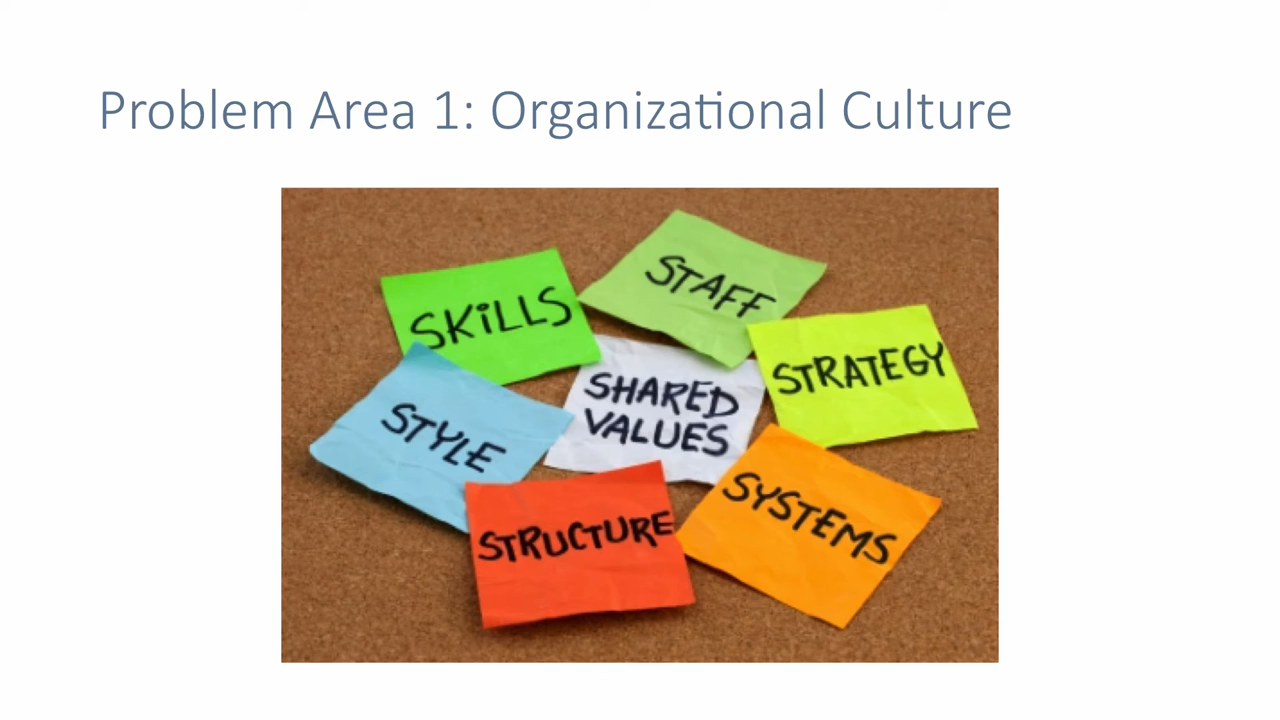 Problem Area 1: Organizational Culture
STAFF
SKiLLS
STRATEGY
SHARED
VALUES
STYLE
SYSTEMS
STRUCTURE